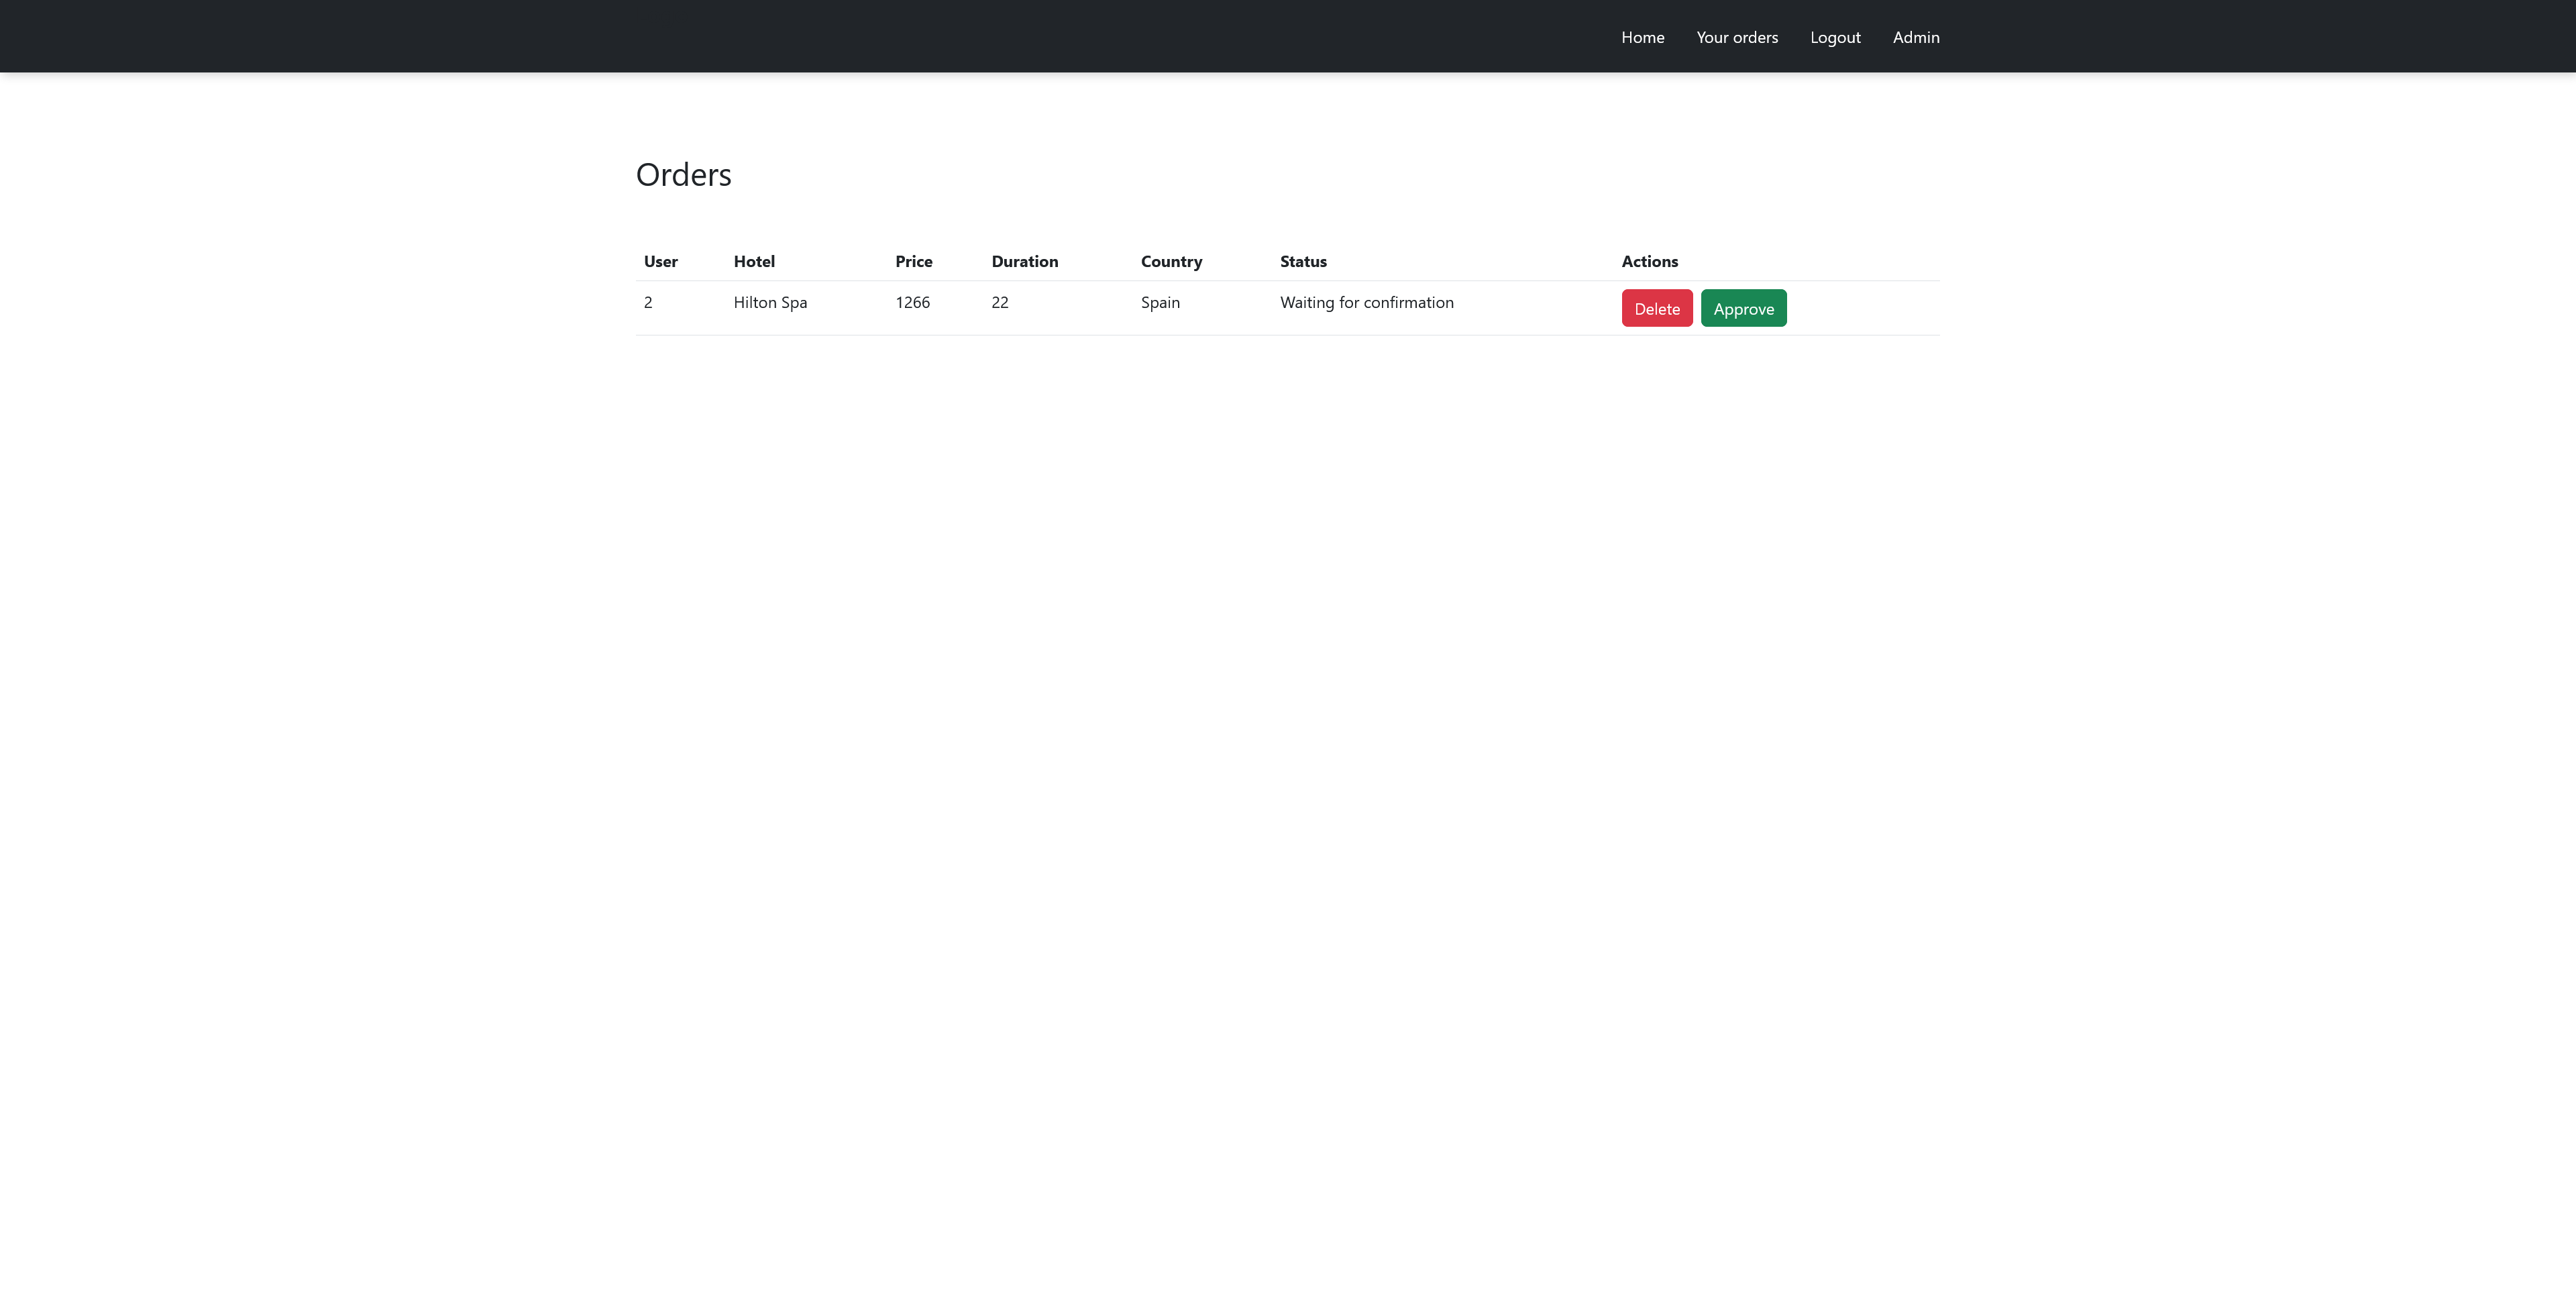 Home Your orders Logout Admin
Orders
User Hotel Price Duration Country Status Actions
2 Hilton Spa 1266 22 Spain Waiting for confirmation Delete Approve